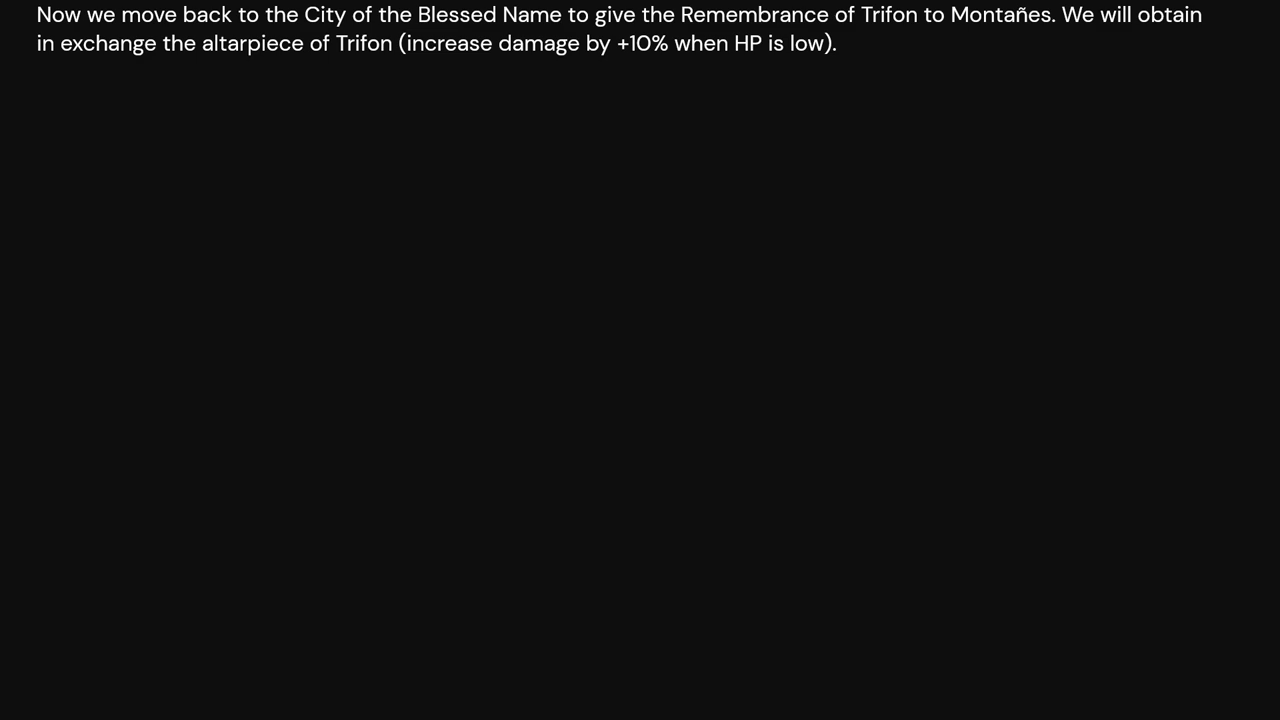 Now we move back to the City of the Blessed Name to give the Remembrance of Trifon to Montañes. We will obtain
in exchange the altarpiece of Trifon (increase damage by +10% when HP is low).